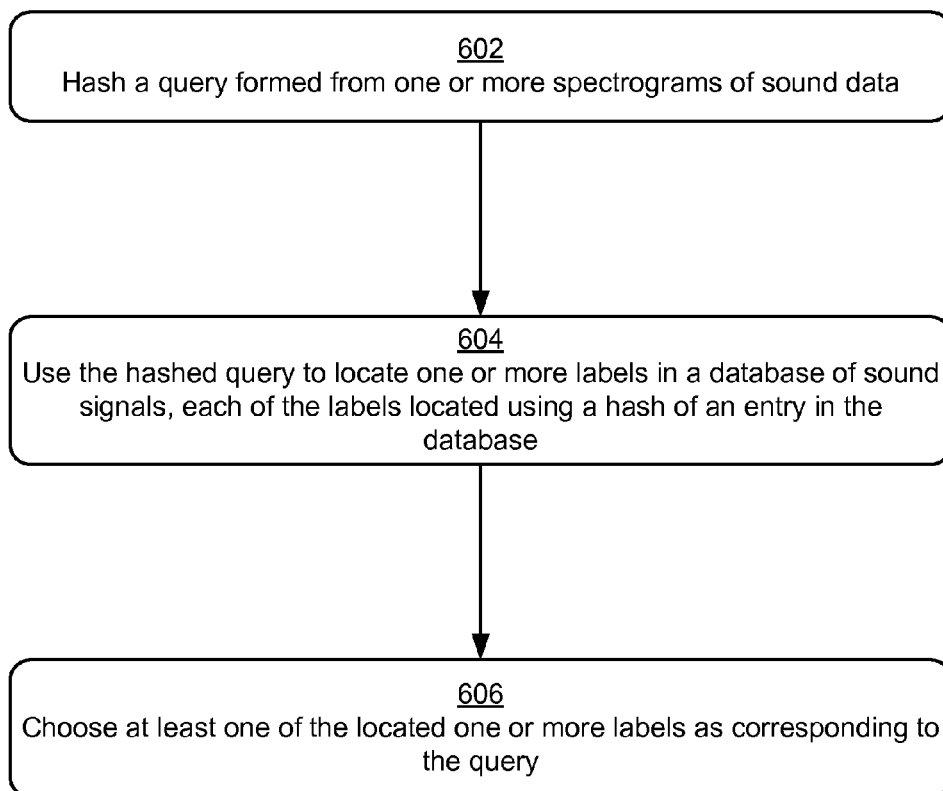 602
Hash a query formed from one or more spectrograms of sound data
604
Use the hashed query to locate one or more labels in a database of sound
signals, each of the labels located using a hash of an entry in the
database
606
Choose at least one of the located one or more labels as corresponding to
the query